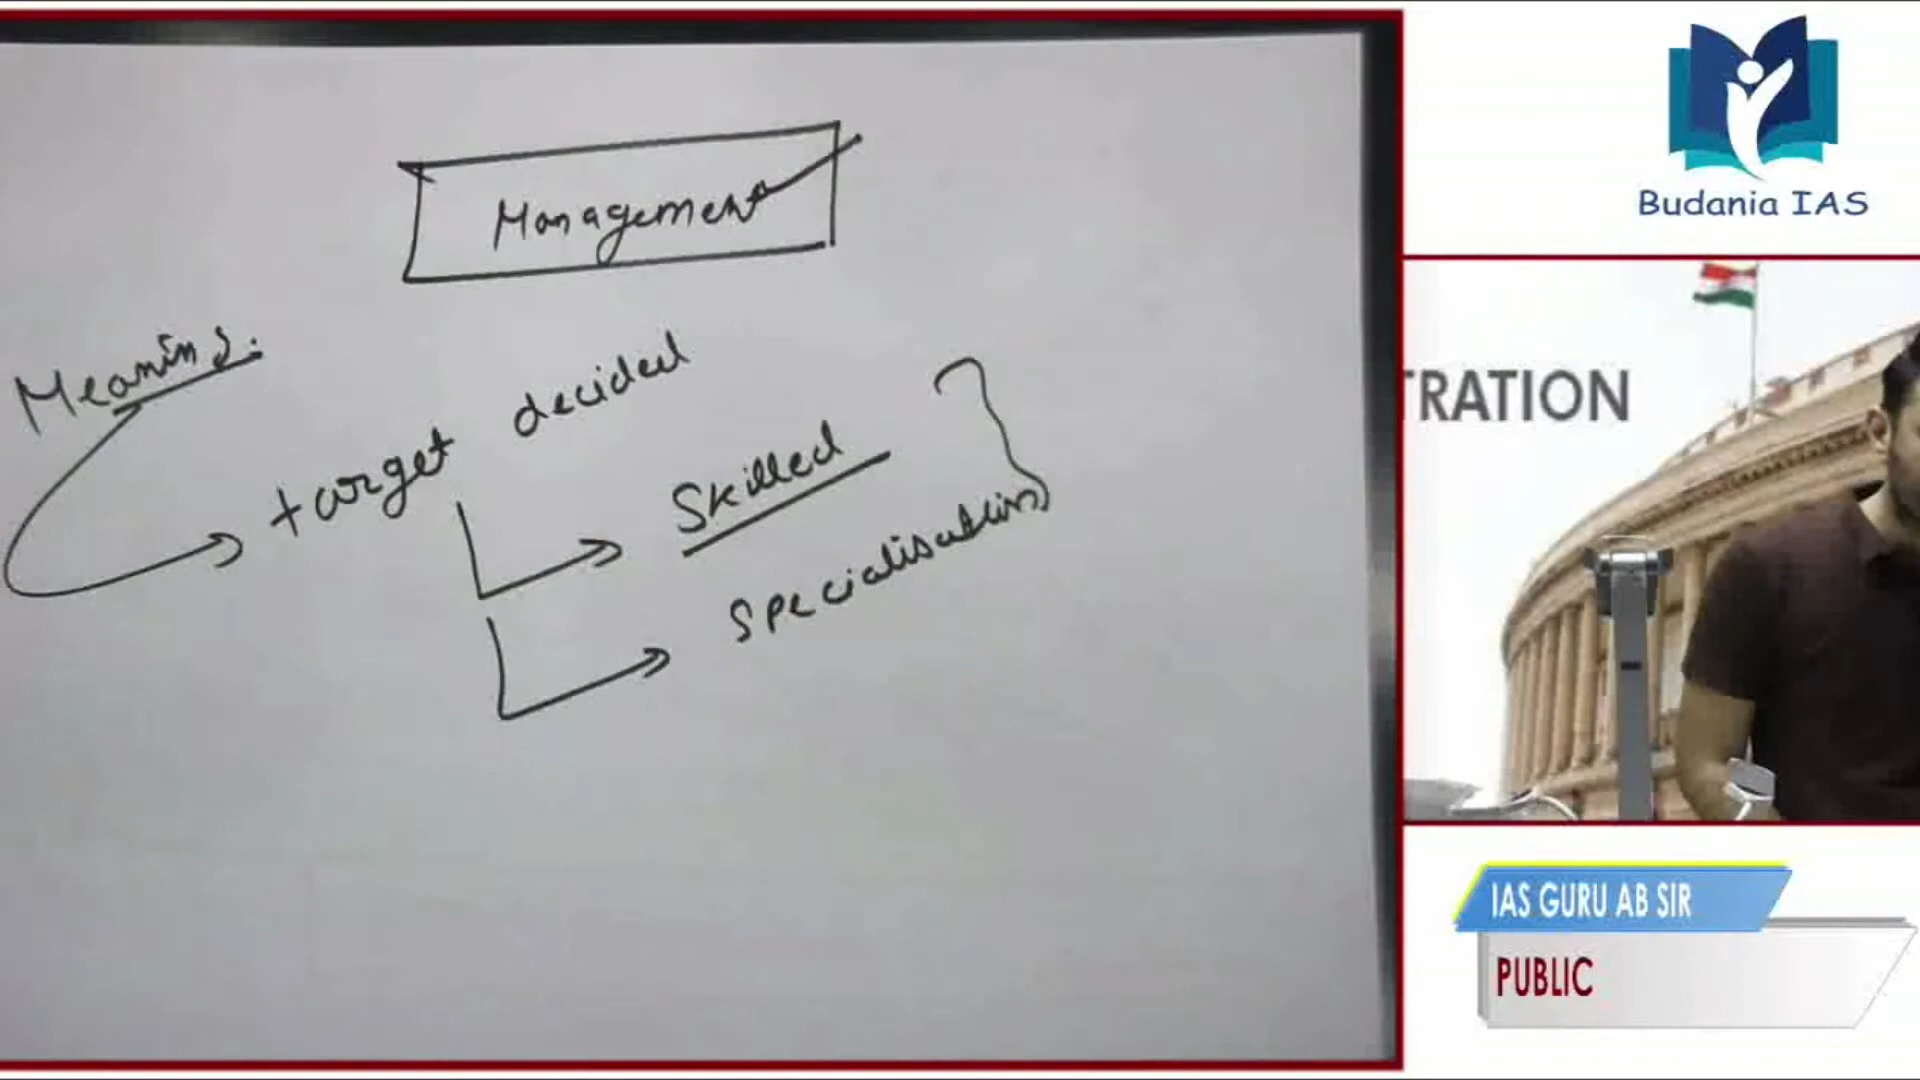 Management
Meaning:
target decided
Skilled
Specialisation
Budania IAS
TRATION
IAS GURU AB SIR
PUBLIC